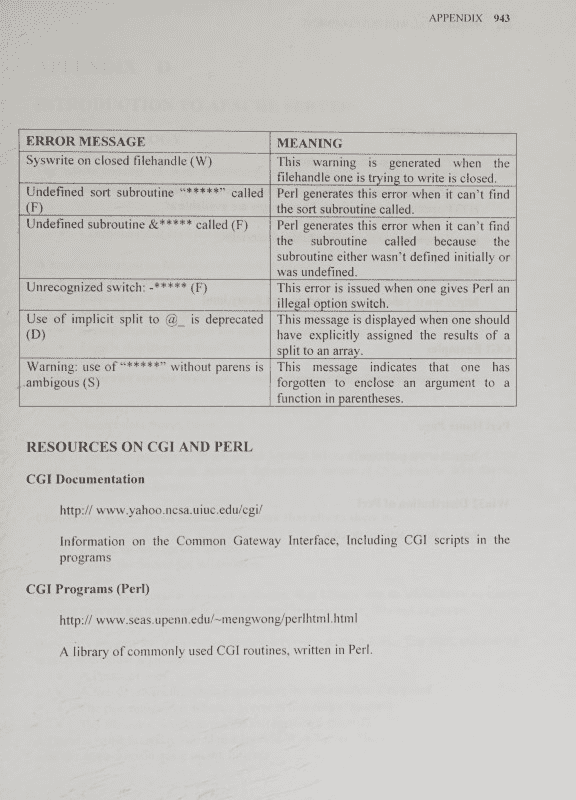 APPENDIX 943
ERROR MESSAGE
MEANING
Syswrite on closed filehandle (W)
This warning is generated when the
filehandle one is trying to write is closed.
Undefined sort subroutine "*****" called
(F)
Perl generates this error when it can't find
the sort subroutine called.
Undefined subroutine &***** called (F)
Perl generates this error when it can't find
the subroutine called because the
subroutine either wasn't defined initially or
was undefined.
Unrecognized switch: -***** (F)
This error is issued when one gives Perl an
illegal option switch.
Use of implicit split to @_ is deprecated
(D)
This message is displayed when one should
have explicitly assigned the results of a
split to an array.
Warning: use of "*****" without parens is
ambigous (S)
This message indicates that one has
forgotten to enclose an argument to a
function in parentheses.
RESOURCES ON CGI AND PERL
CGI Documentation
http:// www.yahoo.ncsa.uiuc.edu/cgi/
Information on the Common Gateway Interface, Including CGI scripts in the
programs
CGI Programs (Perl)
http:// www.seas.upenn.edu/~mengwong/perlhtml.html
A library of commonly used CGI routines, written in Perl.